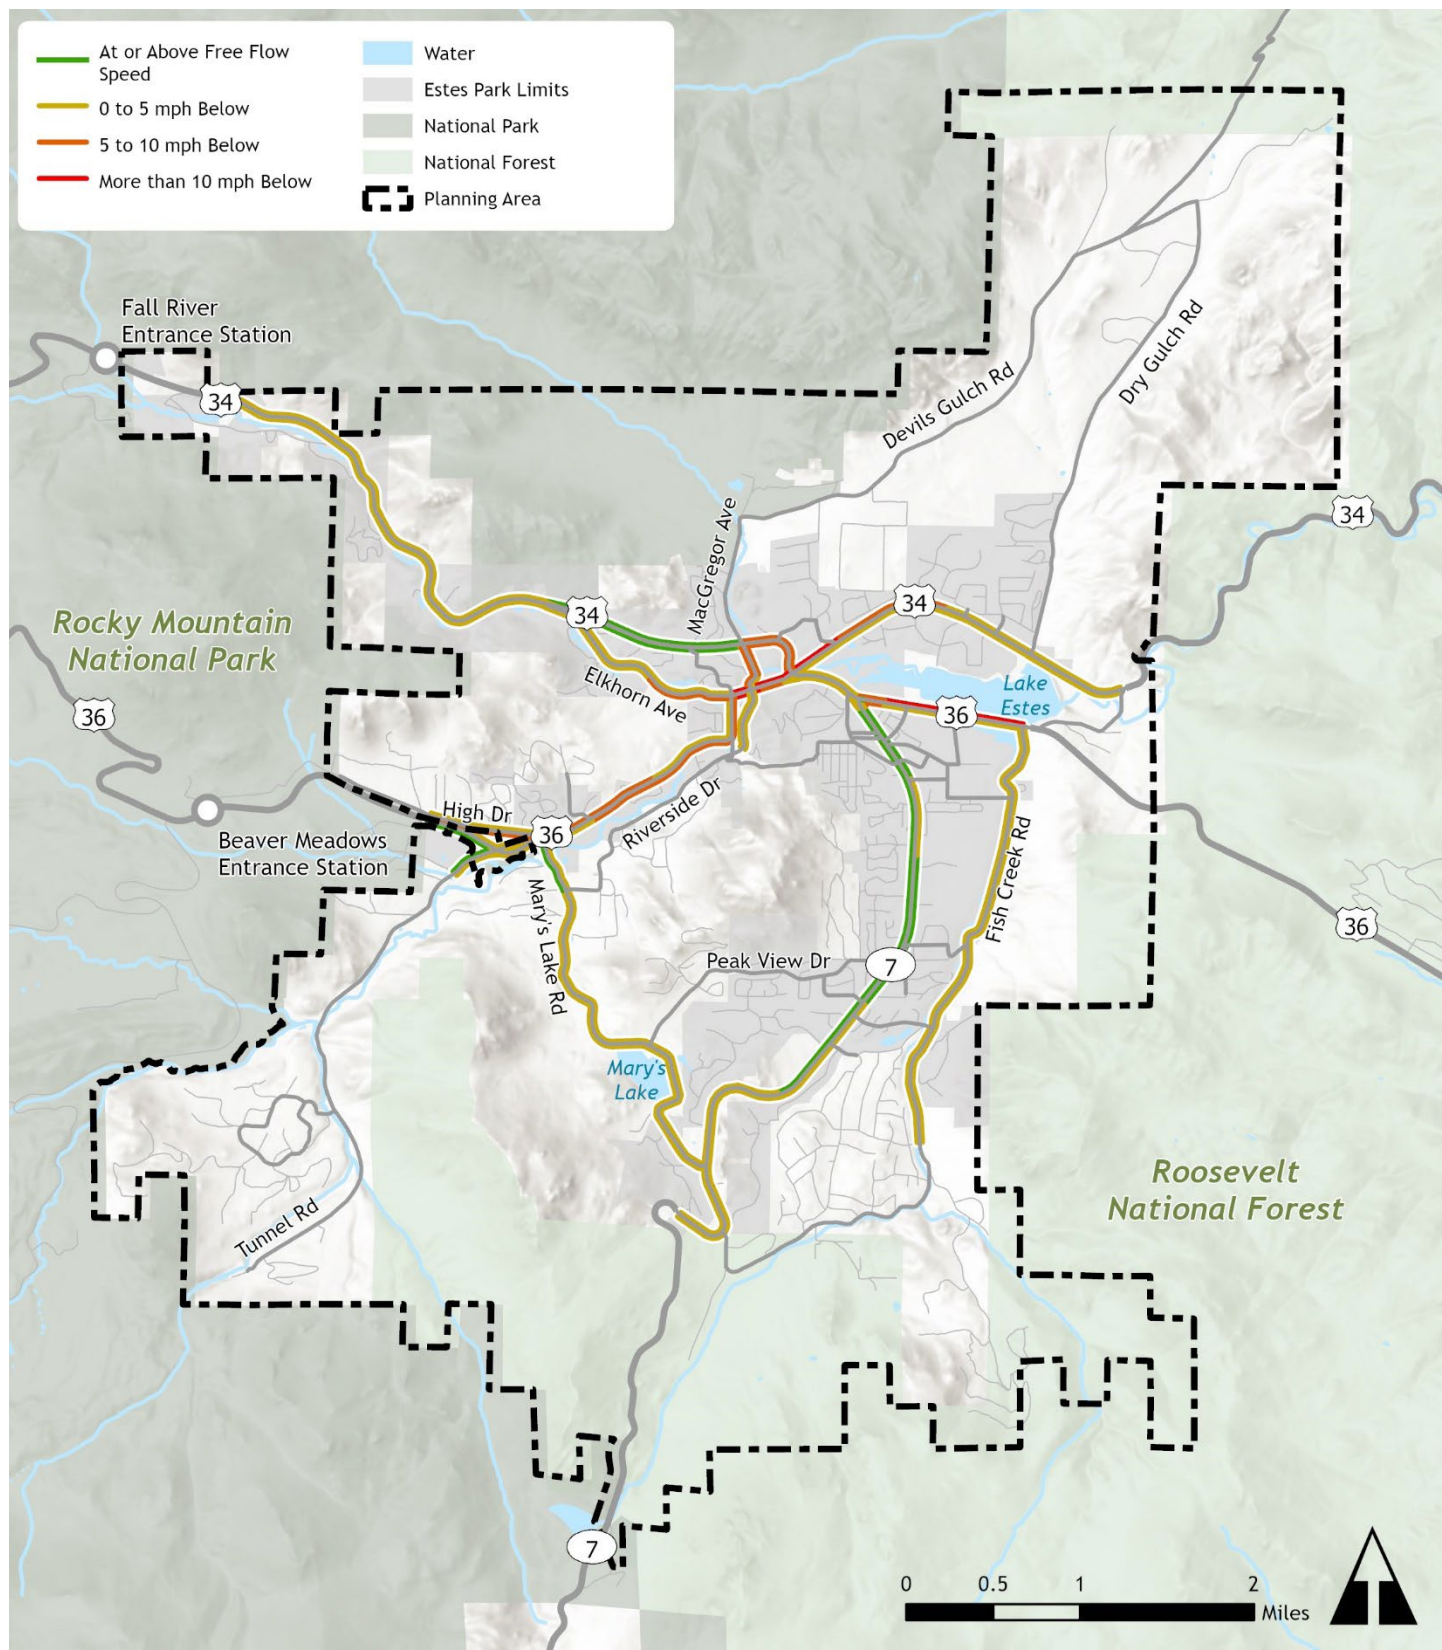 At or Above Free Flow
Speed
0 to 5 mph Below
5 to 10 mph Below
More than 10 mph Below
Water
Estes Park Limits
National Park
National Forest
Planning Area
Fall River
Entrance Station
34
Devils Gulch Rd
Dry Gulch Rd
34
MacGregor Ave
34
34
Rocky Mountain
National Park
Elkhorn Ave
Lake
Estes
36
36
High Dr
36
Riverside Dr
Beaver Meadows
Entrance Station
Mary's Lake Rd
Fish Creek Rd
36
Peak View Dr
7
Mary's
Lake
Roosevelt
National Forest
Tunnel Rd
7
0 0.5 1 2
Miles